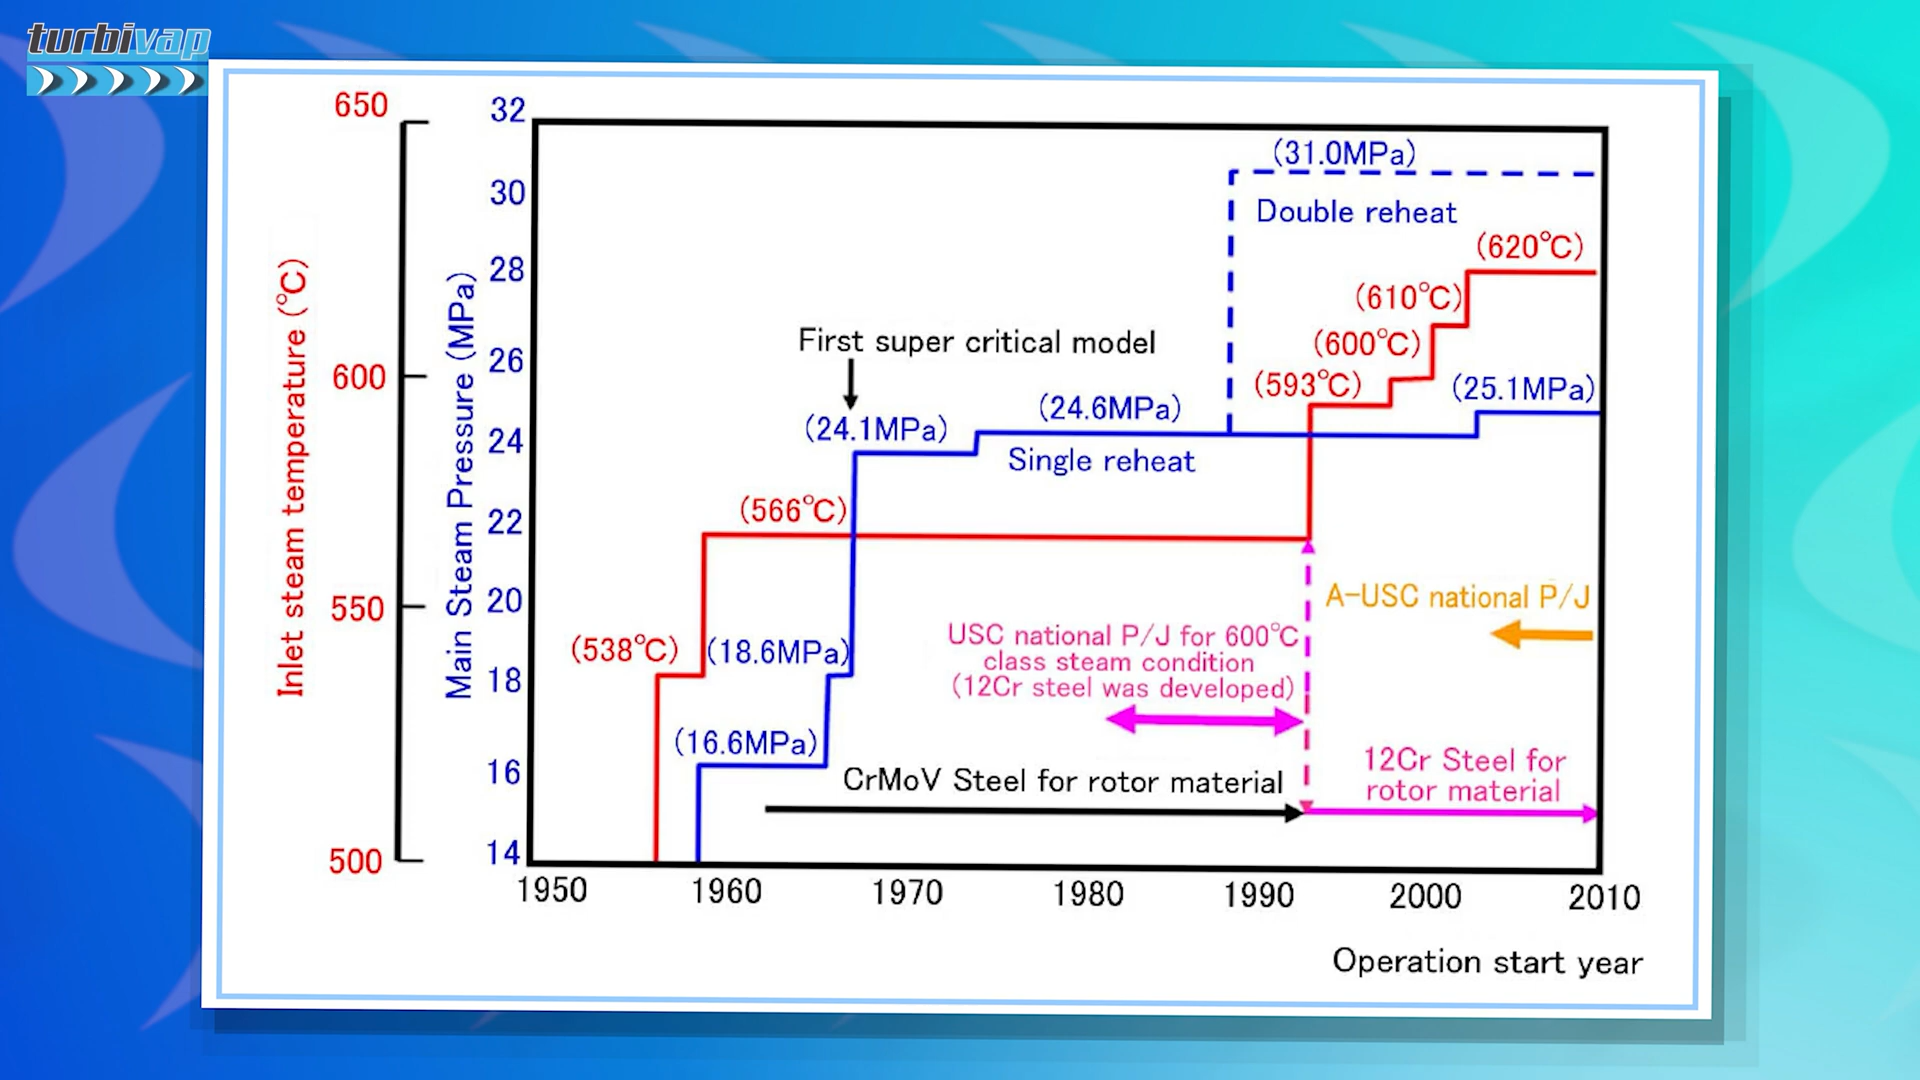 turbivap
650
32
(31.0MPa)
30
Double reheat
(620℃)
28
(610℃)
First super critical model
(600℃)
26
600
(593℃)
(25.1MPa)
(24.6MPa)
(24.1MPa)
24
Single reheat
(566℃)
22
Inlet steam temperature (℃)
Main Steam Pressure (MPa)
550
20
A-USC national P/J
USC national P/J for 600℃
class steam condition
(12Cr steel was developed)
(538℃)
(18.6MPa)
18
(16.6MPa)
16
CrMoV Steel for rotor material
12Cr Steel for
rotor material
500
14
1950 1960 1970 1980 1990 2000 2010
Operation start year